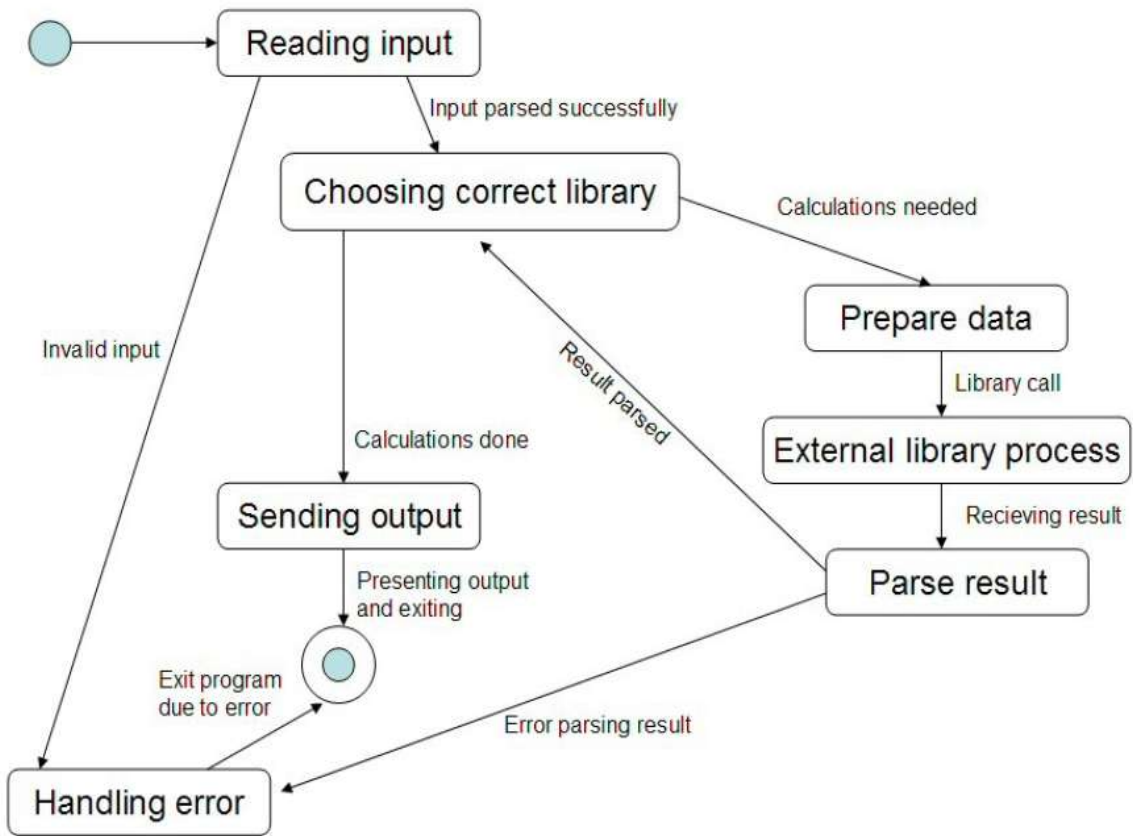 Reading input
Input parsed successfully
Choosing correct library
Calculations needed
Prepare data
Invalid input
Result parsed
Library call
External library process
Calculations done
Sending output
Recieving result
Parse result
Presenting output
and exiting
Exit program
due to error
Error parsing result
Handling error